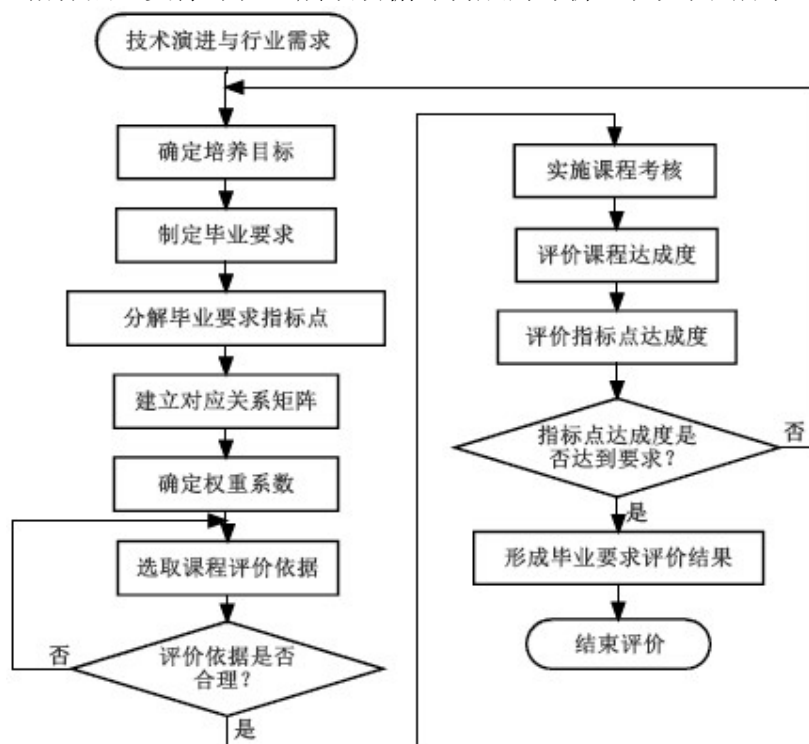 技术演进与行业需求
确定培养目标
制定毕业要求
分解毕业要求指标点
建立对应关系矩阵
确定权重系数
选取课程评价依据
评价依据是否
合理?
否
是
实施课程考核
评价课程达成度
评价指标点达成度
指标点达成度是
否达到要求?
否
是
形成毕业要求评价结果
结束评价